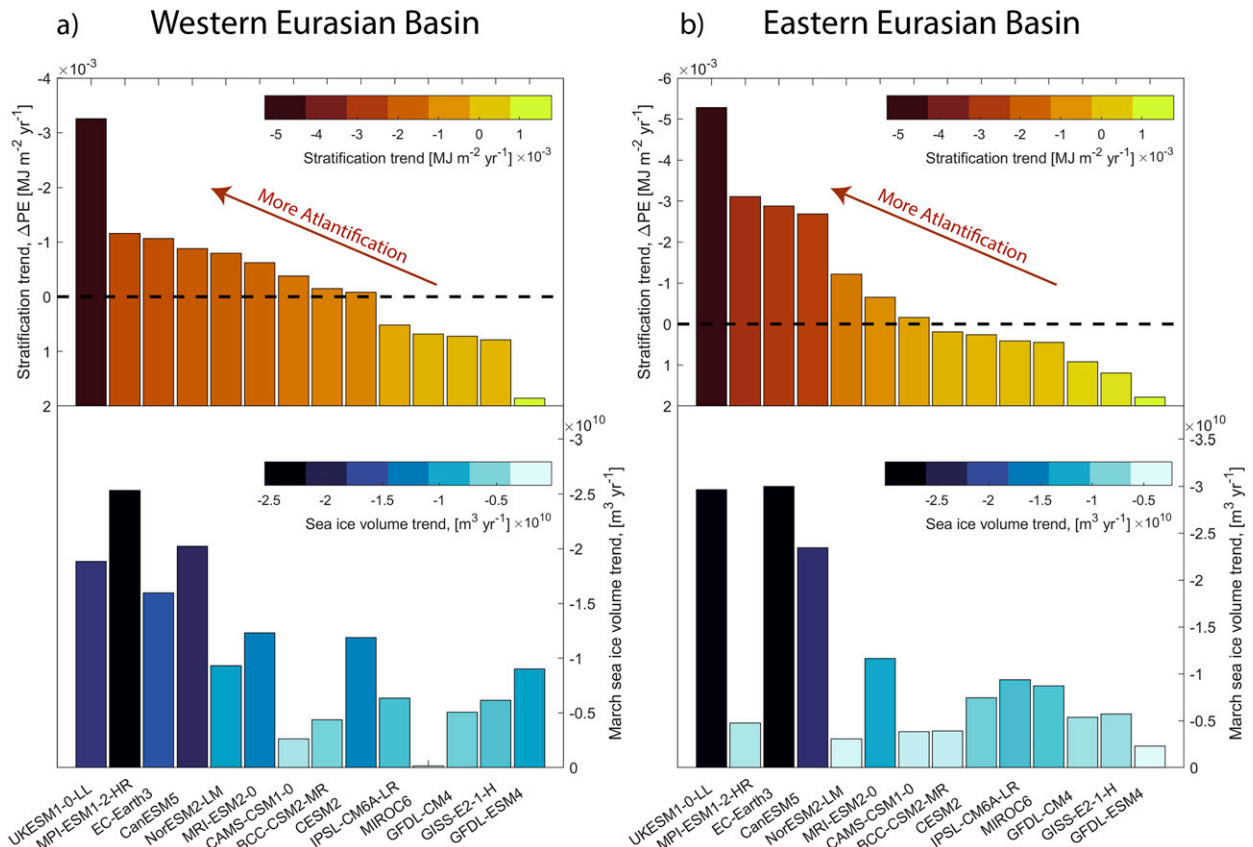 a) Western Eurasian Basin
×10⁻³
-4
-3
-2
-1
0
1
2
Stratification trend, ΔPE [MJ m⁻² yr⁻¹]
-5 -4 -3 -2 -1 0 1
Stratification trend [MJ m⁻² yr⁻¹] ×10⁻³
More Atlantification
×10¹⁰
-3
-2.5
-2
-1.5
-1
-0.5
0
March sea ice volume trend, [m³ yr⁻¹]
-2.5 -2 -1.5 -1 -0.5
Sea ice volume trend, [m³ yr⁻¹] ×10¹⁰
UKESM1-0-LL
MPI-ESM1-2-HR
EC-Earth3
CanESM5
NorESM2-LM
MRI-ESM2-0
CAMS-CSM1-0
BCC-CSM2-MR
CESM2
IPSL-CM6A-LR
MIROC6
GFDL-CM4
GISS-E2-1-H
GFDL-ESM4
b) Eastern Eurasian Basin
×10⁻³
-6
-5
-4
-3
-2
-1
0
1
2
Stratification trend, ΔPE [MJ m⁻² yr⁻¹]
-5 -4 -3 -2 -1 0 1
Stratification trend [MJ m⁻² yr⁻¹] ×10⁻³
More Atlantification
×10¹⁰
-3.5
-3
-2.5
-2
-1.5
-1
-0.5
0
March sea ice volume trend, [m³ yr⁻¹]
-2.5 -2 -1.5 -1 -0.5
Sea ice volume trend, [m³ yr⁻¹] ×10¹⁰
UKESM1-0-LL
MPI-ESM1-2-HR
EC-Earth3
CanESM5
NorESM2-LM
MRI-ESM2-0
CAMS-CSM1-0
BCC-CSM2-MR
CESM2
IPSL-CM6A-LR
MIROC6
GFDL-CM4
GISS-E2-1-H
GFDL-ESM4